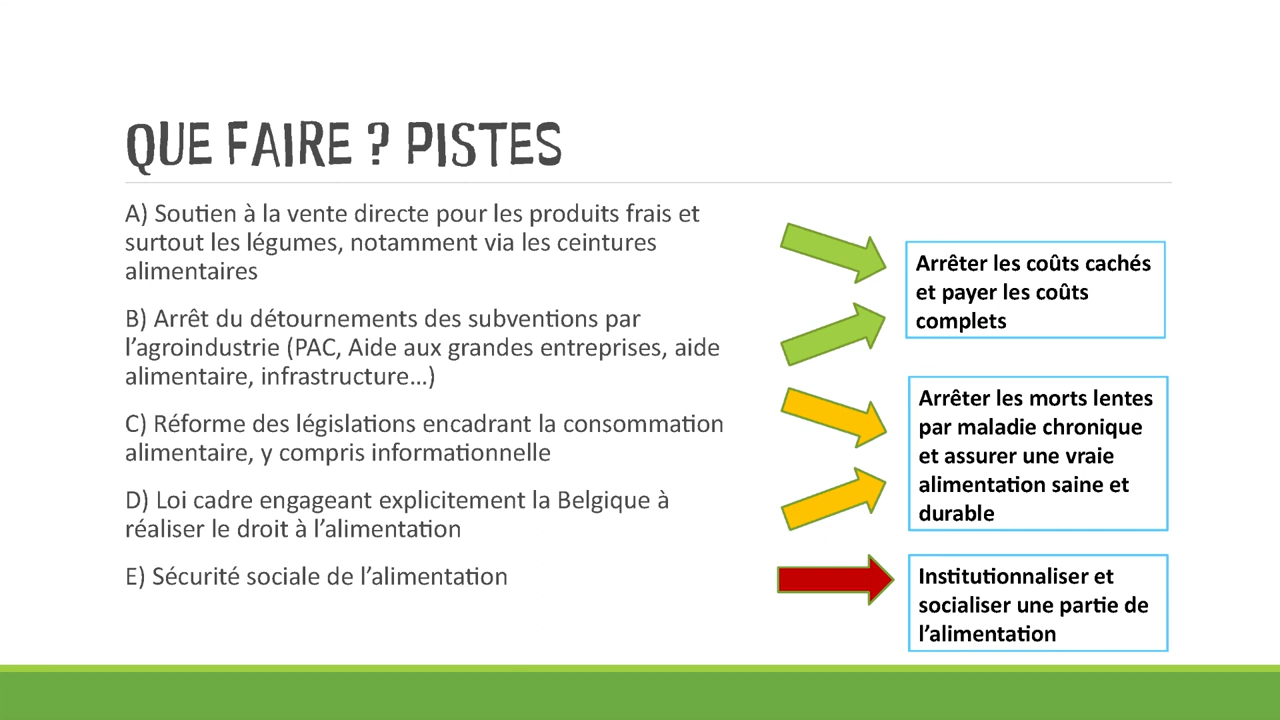 QUE FAIRE ? PISTES
A) Soutien à la vente directe pour les produits frais et
surtout les légumes, notamment via les ceintures
alimentaires
B) Arrêt du détournements des subventions par
l’agroindustrie (PAC, Aide aux grandes entreprises, aide
alimentaire, infrastructure…)
C) Réforme des législations encadrant la consommation
alimentaire, y compris informationnelle
D) Loi cadre engageant explicitement la Belgique à
réaliser le droit à l’alimentation
E) Sécurité sociale de l’alimentation
Arrêter les coûts cachés
et payer les coûts
complets
Arrêter les morts lentes
par maladie chronique
et assurer une vraie
alimentation saine et
durable
Institutionnaliser et
socialiser une partie de
l’alimentation